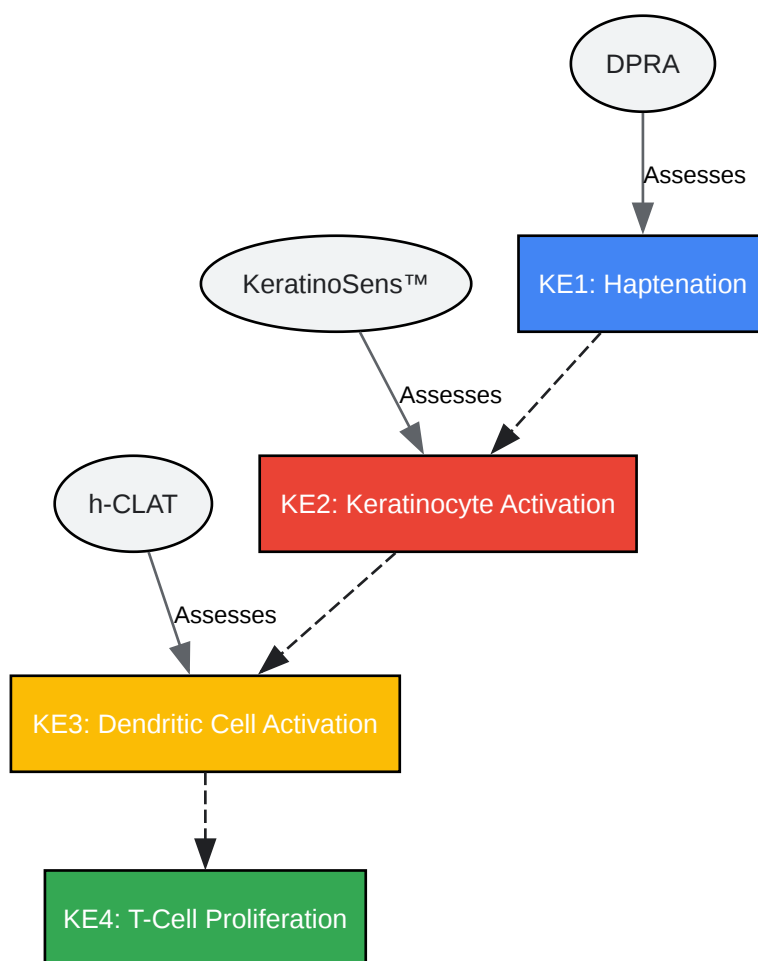 DPRA
Assesses
KeratinoSens™
KE1: Haptenation
Assesses
h-CLAT
KE2: Keratinocyte Activation
Assesses
KE3: Dendritic Cell Activation
KE4: T-Cell Proliferation